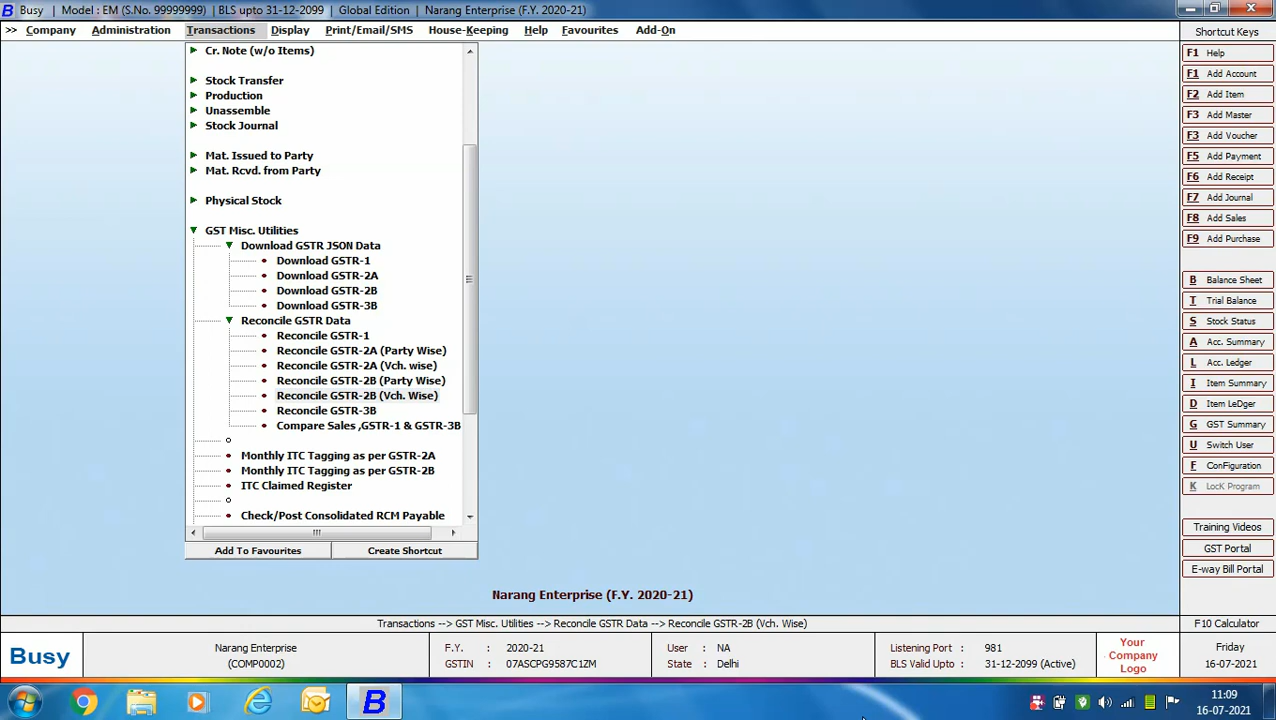 B Busy | Model : EM (S.No. 99999999) | BLS upto 31-12-2099 | Global Edition | Narang Enterprise (F.Y. 2020-21)
>> Company Administration Transactions Display Print/Email/SMS House-Keeping Help Favourites Add-On
Cr. Note (w/o Items)
Stock Transfer
Production
Unassemble
Stock Journal
Mat. Issued to Party
Mat. Rcvd. from Party
Physical Stock
GST Misc. Utilities
Download GSTR JSON Data
Download GSTR-1
Download GSTR-2A
Download GSTR-2B
Download GSTR-3B
Reconcile GSTR Data
Reconcile GSTR-1
Reconcile GSTR-2A (Party Wise)
Reconcile GSTR-2A (Vch. wise)
Reconcile GSTR-2B (Party Wise)
Reconcile GSTR-2B (Vch. Wise)
Reconcile GSTR-3B
Compare Sales ,GSTR-1 & GSTR-3B
Monthly ITC Tagging as per GSTR-2A
Monthly ITC Tagging as per GSTR-2B
ITC Claimed Register
Check/Post Consolidated RCM Payable
Add To Favourites Create Shortcut
Shortcut Keys
F1 Help
F1 Add Account
F2 Add Item
F3 Add Master
F3 Add Voucher
F5 Add Payment
F6 Add Receipt
F7 Add Journal
F8 Add Sales
F9 Add Purchase
B Balance Sheet
T Trial Balance
S Stock Status
A Acc. Summary
L Acc. Ledger
I Item Summary
D Item LeDger
G GST Summary
U Switch User
F ConFiguration
K LocK Program
Training Videos
GST Portal
E-way Bill Portal
Narang Enterprise (F.Y. 2020-21)
Transactions --> GST Misc. Utilities --> Reconcile GSTR Data --> Reconcile GSTR-2B (Vch. Wise)
F10 Calculator
Busy
Narang Enterprise
(COMP0002)
F.Y. : 2020-21
GSTIN : 07ASCPG9587C1ZM
User : NA
State : Delhi
Listening Port : 981
BLS Valid Upto : 31-12-2099 (Active)
Your
Company
Logo
Friday
16-07-2021
B
11:09
16-07-2021